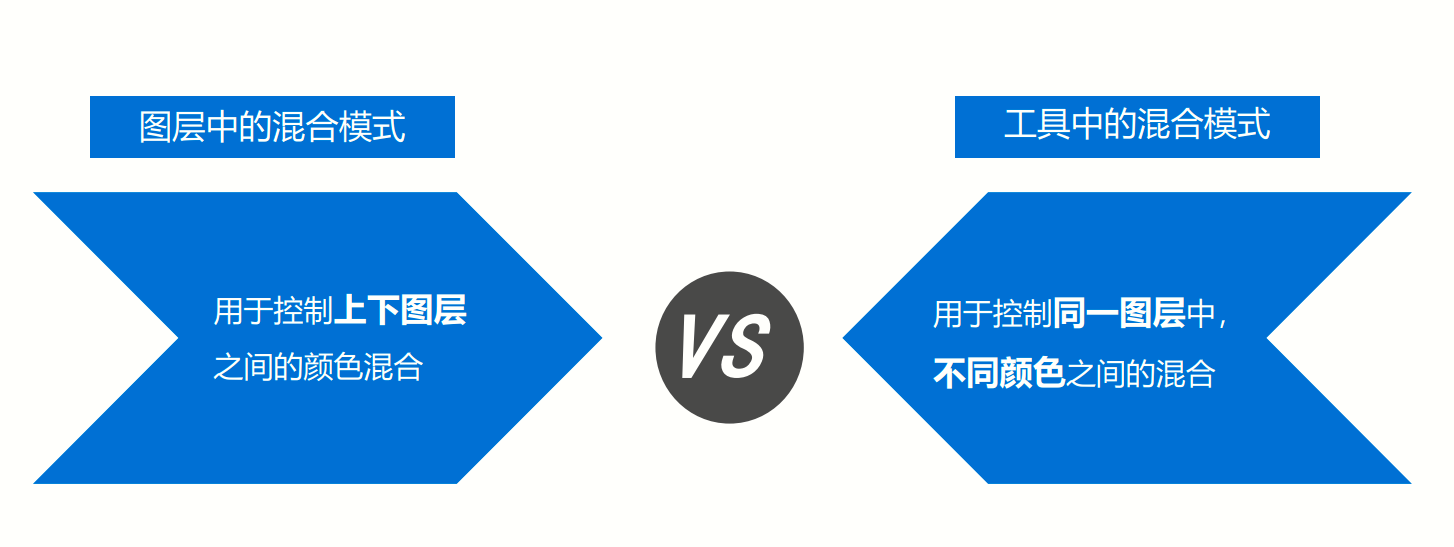 图层中的混合模式
工具中的混合模式
用于控制上下图层
之间的颜色混合
VS
用于控制同一图层中，
不同颜色之间的混合